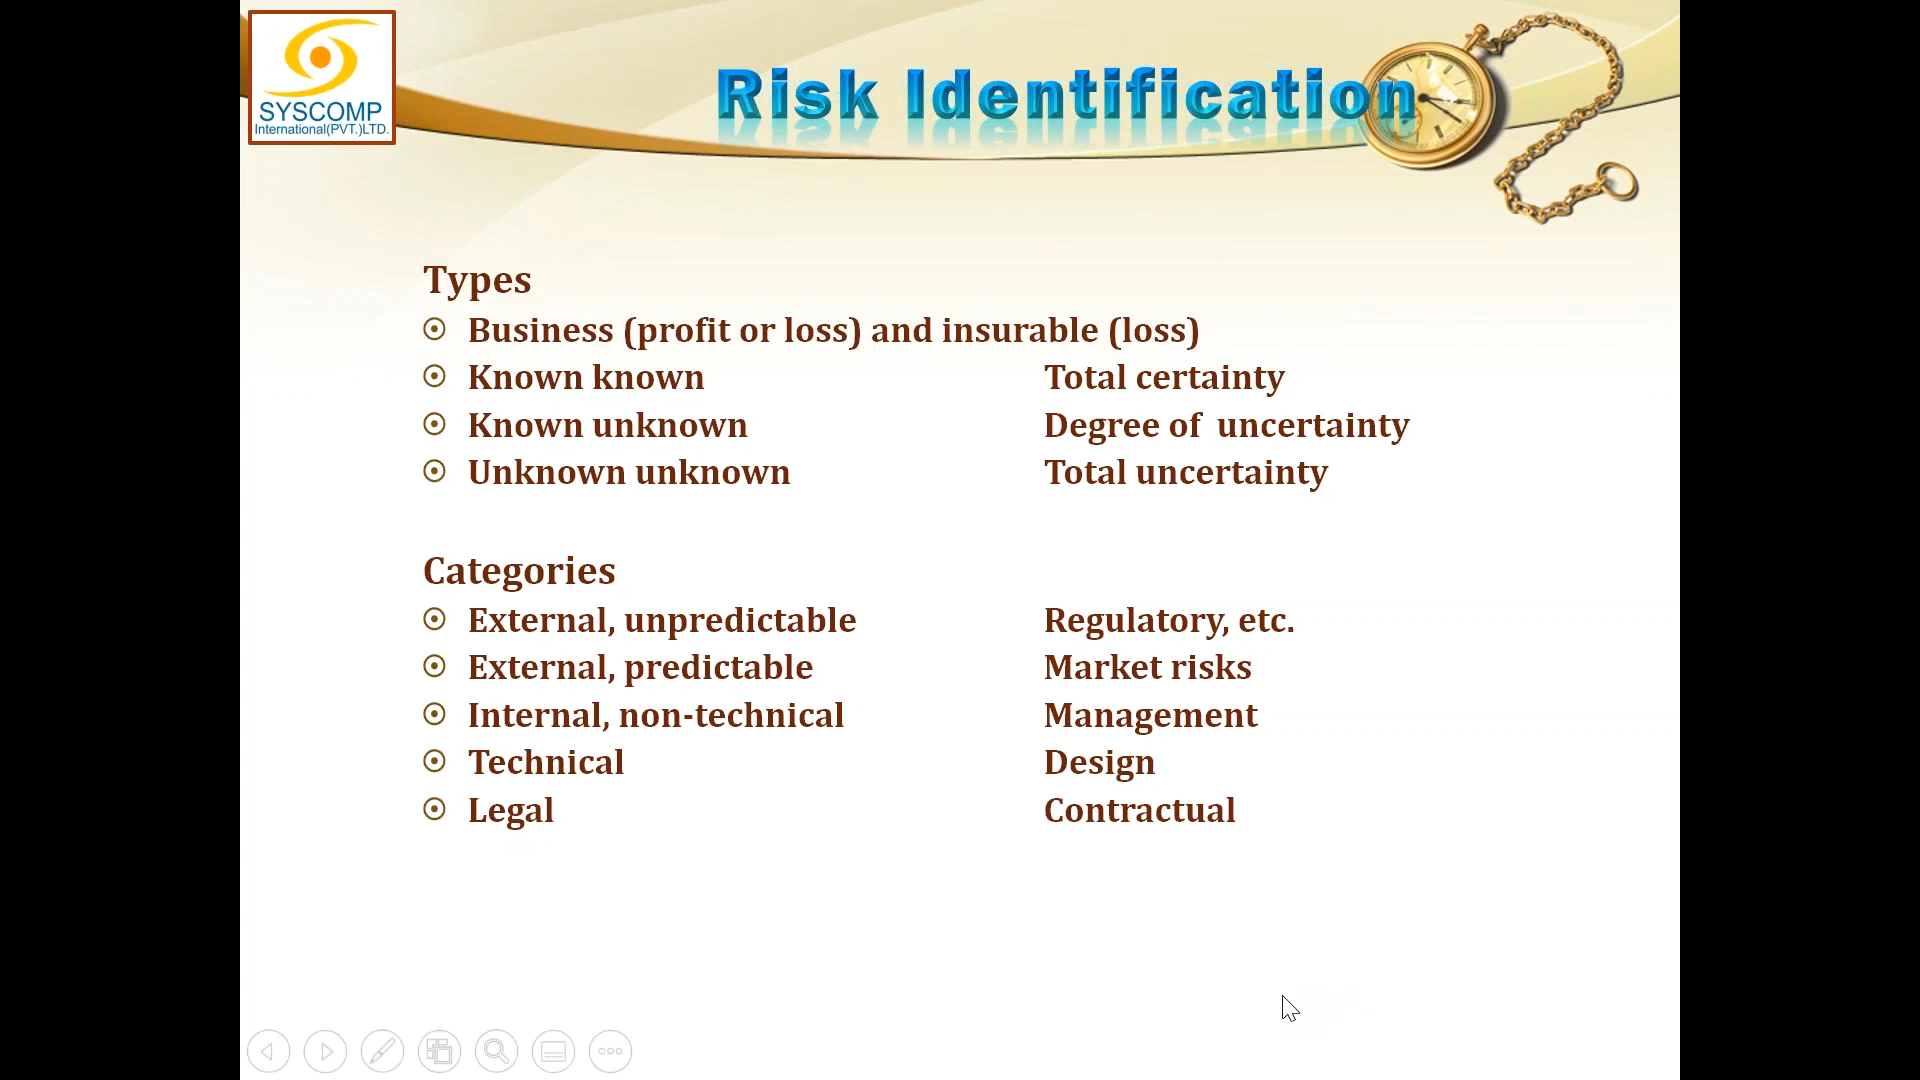 SYSCOMP
International(PVT.)LTD.
Risk Identification
Types
Business (profit or loss) and insurable (loss)
Known known Total certainty
Known unknown Degree of uncertainty
Unknown unknown Total uncertainty
Categories
External, unpredictable Regulatory, etc.
External, predictable Market risks
Internal, non-technical Management
Technical Design
Legal Contractual